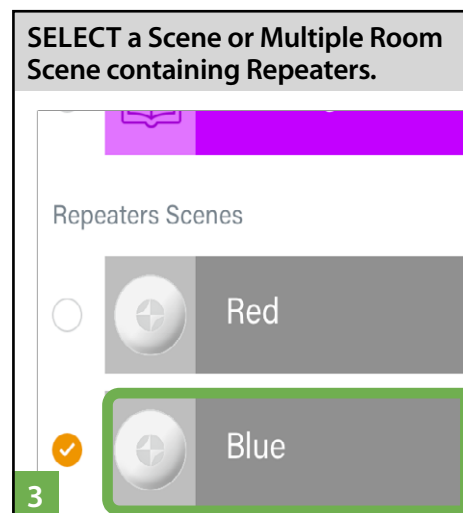 SELECT a Scene or Multiple Room
Scene containing Repeaters.
Repeaters Scenes
Red
Blue
3